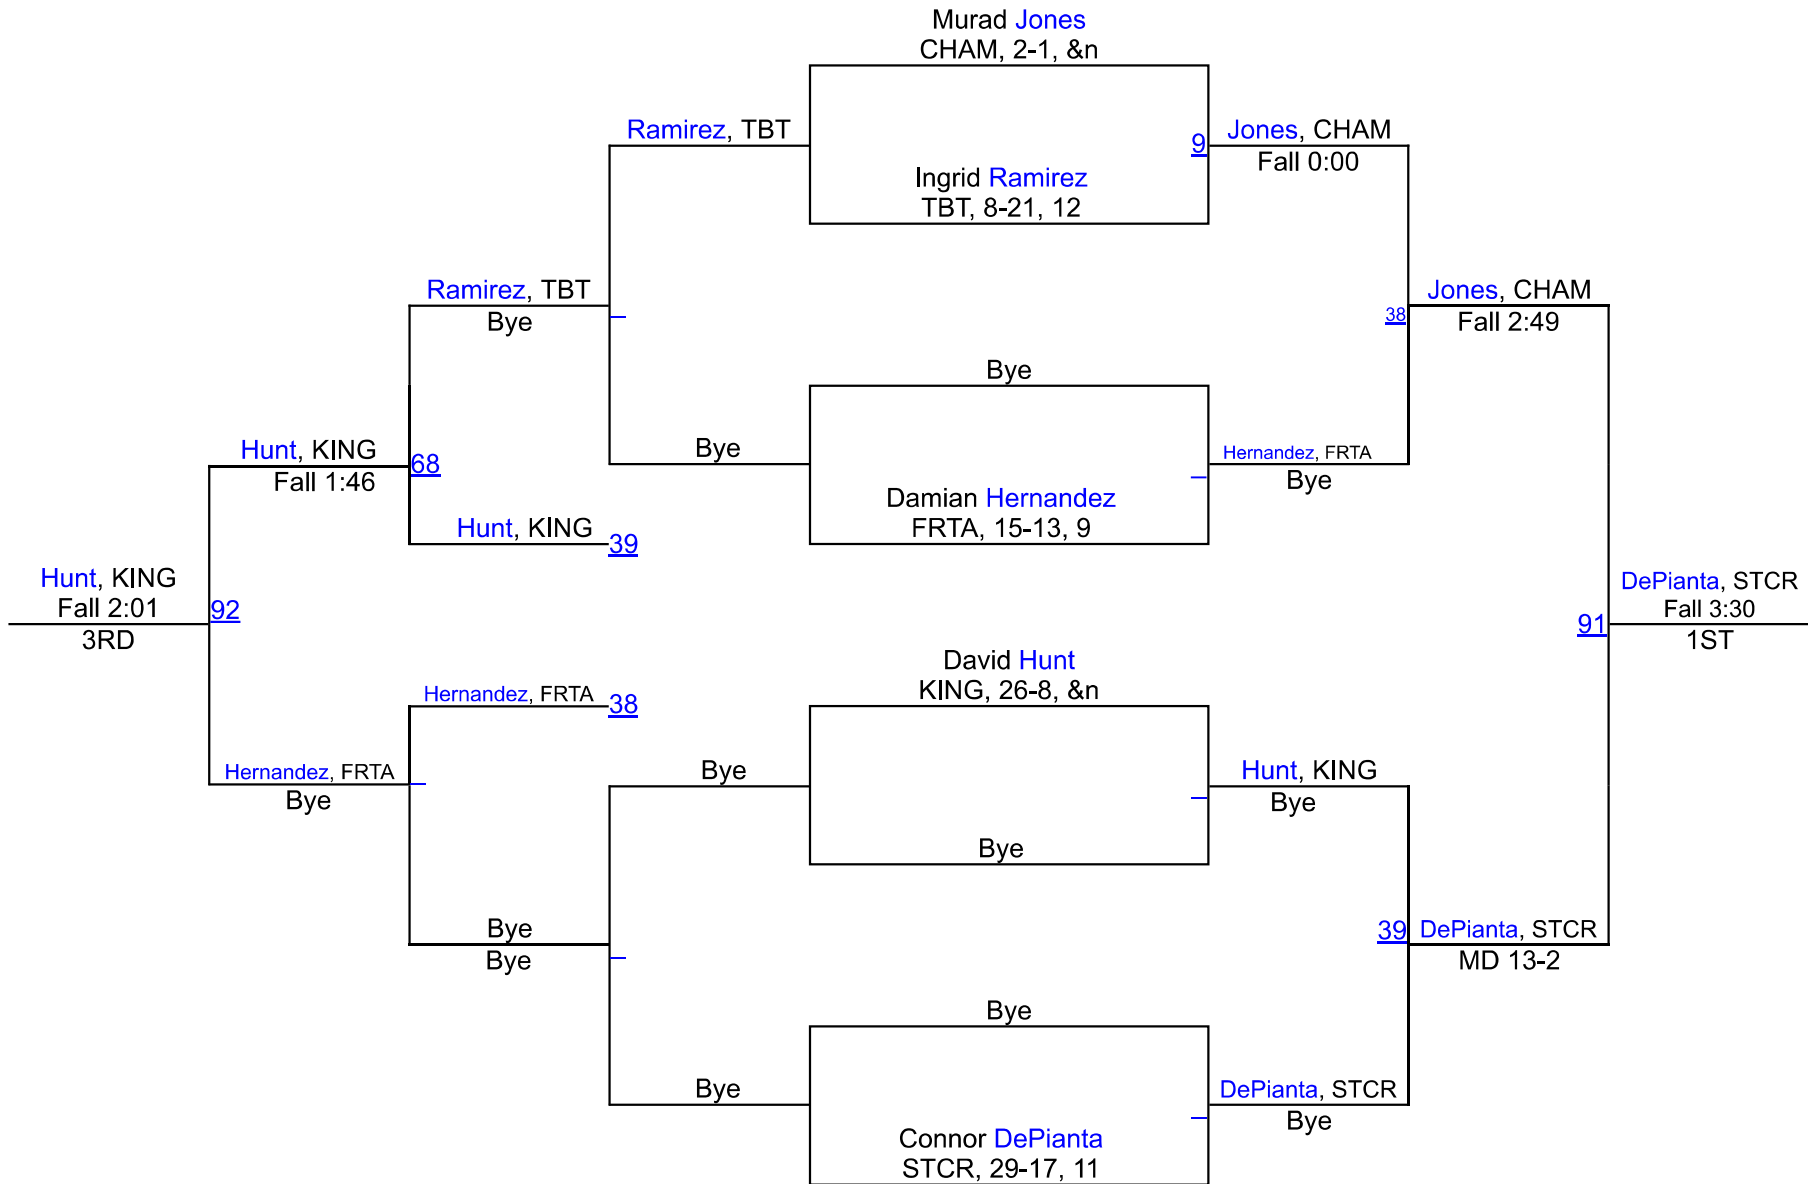 Murad Jones
CHAM, 2-1, &n
Ramirez, TBT
9
Jones, CHAM
Fall 0:00
Ingrid Ramirez
TBT, 8-21, 12
Ramirez, TBT
Bye
38
Jones, CHAM
Fall 2:49
Bye
Hunt, KING
Fall 1:46
68
Bye
Hernandez, FRTA
Bye
Damian Hernandez
FRTA, 15-13, 9
Hunt, KING
39
Hunt, KING
Fall 2:01
3RD
92
91
DePianta, STCR
Fall 3:30
1ST
David Hunt
KING, 26-8, &n
Hernandez, FRTA
38
Hernandez, FRTA
Bye
Bye
Hunt, KING
Bye
Bye
Bye
Bye
39
DePianta, STCR
MD 13-2
Bye
Bye
DePianta, STCR
Bye
Connor DePianta
STCR, 29-17, 11